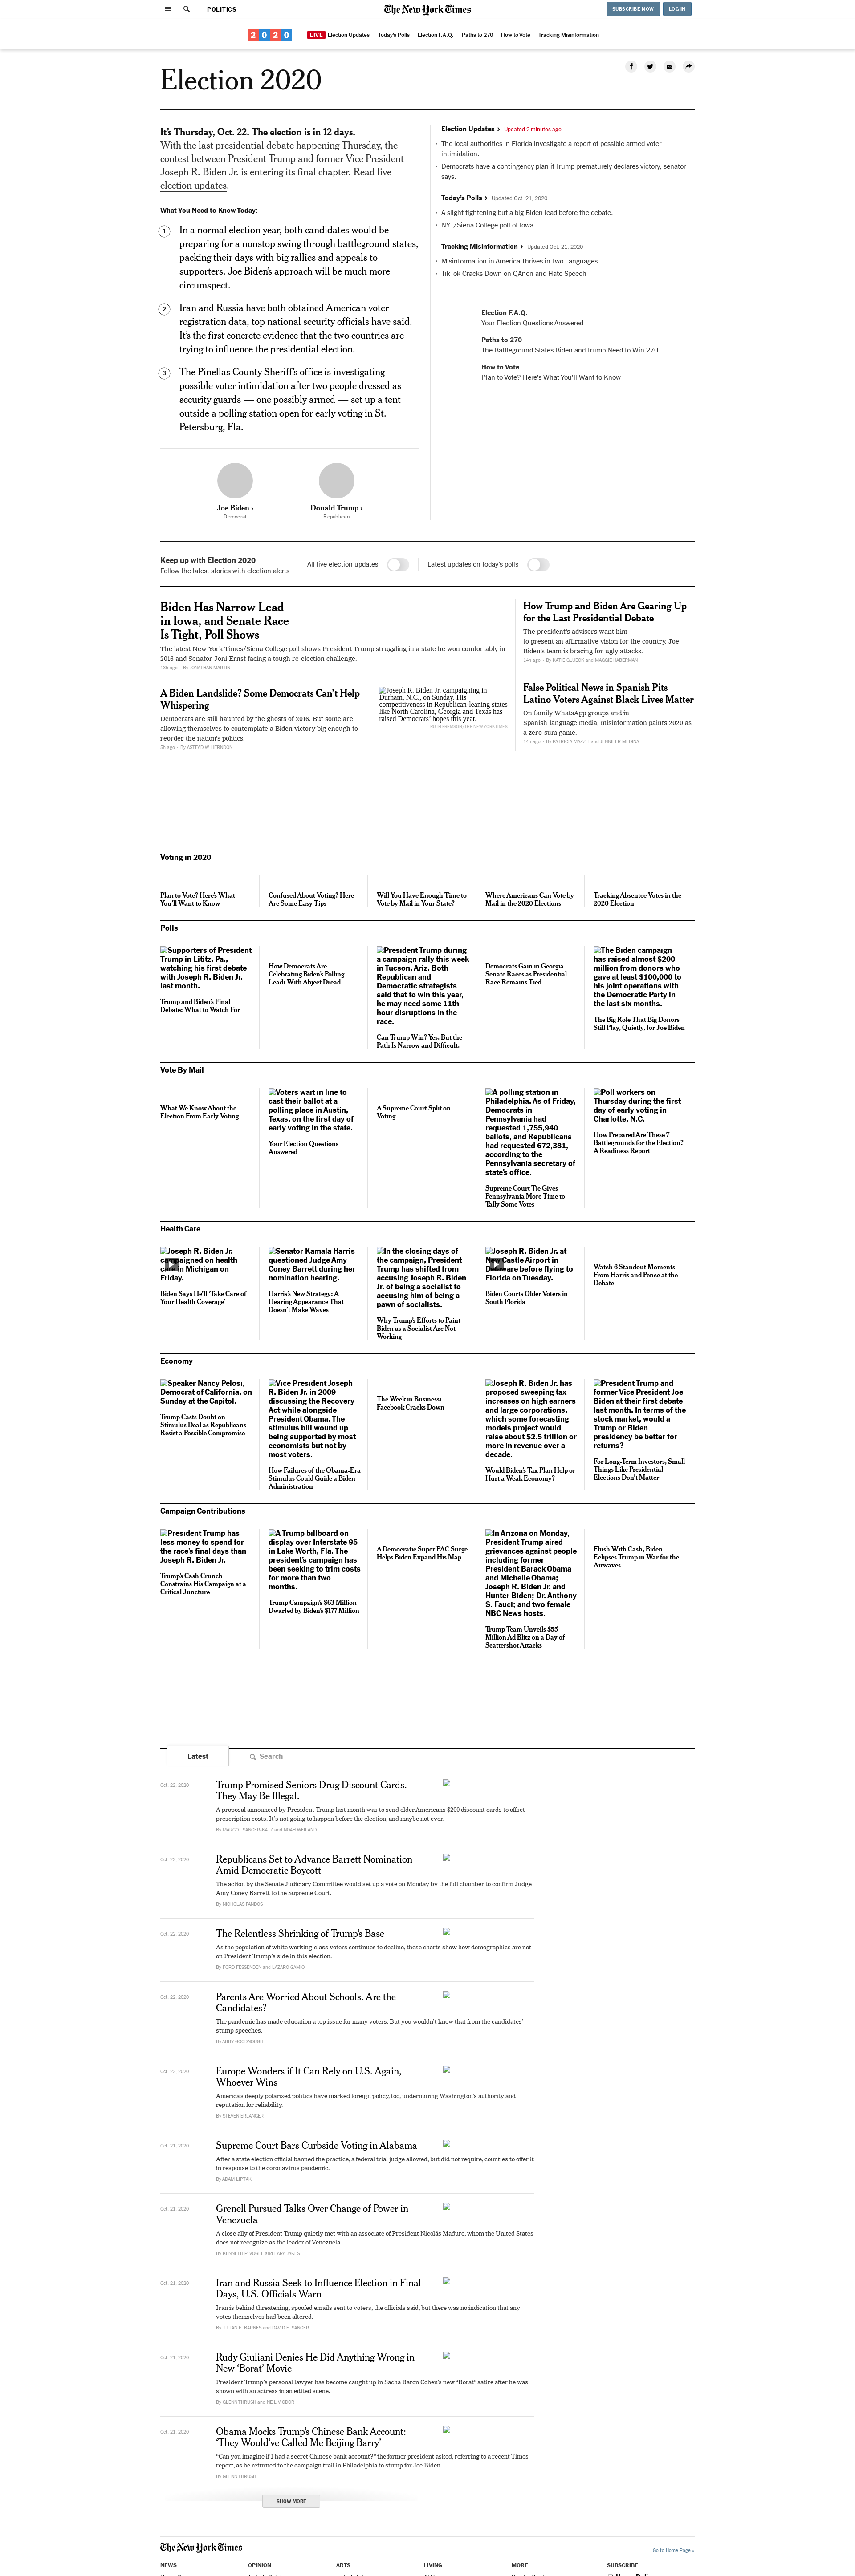 POLITICS
The New York Times
SUBSCRIBE NOW
LOG IN
2020
LIVE
Election Updates
Today's Polls
Election F.A.Q.
Paths to 270
How to Vote
Tracking Misinformation
Election 2020
It's Thursday, Oct. 22. The election is in 12 days.
With the last presidential debate happening Thursday, the
contest between President Trump and former Vice President
Joseph R. Biden Jr. is entering its final chapter. Read live
election updates.
What You Need to Know Today:
1
In a normal election year, both candidates would be
preparing for a nonstop swing through battleground states,
packing their days with big rallies and appeals to
supporters. Joe Biden's approach will be much more
circumspect.
2
Iran and Russia have both obtained American voter
registration data, top national security officials have said.
It's the first concrete evidence that the two countries are
trying to influence the presidential election.
3
The Pinellas County Sheriff's office is investigating
possible voter intimidation after two people dressed as
security guards — one possibly armed — set up a tent
outside a polling station open for early voting in St.
Petersburg, Fla.
Joe Biden ›
Democrat
Donald Trump ›
Republican
Election Updates › Updated 2 minutes ago
• The local authorities in Florida investigate a report of possible armed voter
intimidation.
• Democrats have a contingency plan if Trump prematurely declares victory, senator
says.
Today's Polls › Updated Oct. 21, 2020
• A slight tightening but a big Biden lead before the debate.
• NYT/Siena College poll of Iowa.
Tracking Misinformation › Updated Oct. 21, 2020
• Misinformation in America Thrives in Two Languages
• TikTok Cracks Down on QAnon and Hate Speech
Election F.A.Q.
Your Election Questions Answered
Paths to 270
The Battleground States Biden and Trump Need to Win 270
How to Vote
Plan to Vote? Here's What You'll Want to Know
Keep up with Election 2020
Follow the latest stories with election alerts
All live election updates
Latest updates on today's polls
Biden Has Narrow Lead
in Iowa, and Senate Race
Is Tight, Poll Shows
The latest New York Times/Siena College poll shows President Trump struggling in a state he won comfortably in
2016 and Senator Joni Ernst facing a tough re-election challenge.
13h ago - By JONATHAN MARTIN
A Biden Landslide? Some Democrats Can't Help
Whispering
Democrats are still haunted by the ghosts of 2016. But some are
allowing themselves to contemplate a Biden victory big enough to
reorder the nation's politics.
5h ago - By ASTEAD W. HERNDON
Joseph R. Biden Jr. campaigning in
Durham, N.C., on Sunday. His
competitiveness in Republican-leaning states
like North Carolina, Georgia and Texas has
raised Democrats' hopes this year.
RUTH FREMSON/THE NEW YORK TIMES
How Trump and Biden Are Gearing Up
for the Last Presidential Debate
The president's advisers want him
to present an affirmative vision for the country. Joe
Biden's team is bracing for ugly attacks.
14h ago - By KATIE GLUECK and MAGGIE HABERMAN
False Political News in Spanish Pits
Latino Voters Against Black Lives Matter
On family WhatsApp groups and in
Spanish-language media, misinformation paints 2020 as
a zero-sum game.
14h ago - By PATRICIA MAZZEI and JENNIFER MEDINA
Voting in 2020
Plan to Vote? Here's What
You'll Want to Know
Confused About Voting? Here
Are Some Easy Tips
Will You Have Enough Time to
Vote by Mail in Your State?
Where Americans Can Vote by
Mail in the 2020 Elections
Tracking Absentee Votes in the
2020 Election
Polls
Supporters of President
Trump in Lititz, Pa.,
watching his first debate
with Joseph R. Biden Jr.
last month.
Trump and Biden's Final
Debate: What to Watch For
How Democrats Are
Celebrating Biden's Polling
Lead: With Abject Dread
President Trump during
a campaign rally this week
in Tucson, Ariz. Both
Republican and
Democratic strategists
said that to win this year,
he may need some 11th-
hour disruptions in the
race.
Can Trump Win? Yes. But the
Path Is Narrow and Difficult.
Democrats Gain in Georgia
Senate Races as Presidential
Race Remains Tied
The Biden campaign
has raised almost $200
million from donors who
gave at least $100,000 to
his joint operations with
the Democratic Party in
the last six months.
The Big Role That Big Donors
Still Play, Quietly, for Joe Biden
Vote By Mail
What We Know About the
Election From Early Voting
Voters wait in line to
cast their ballot at a
polling place in Austin,
Texas, on the first day of
early voting in the state.
Your Election Questions
Answered
A Supreme Court Split on
Voting
A polling station in
Philadelphia. As of Friday,
Democrats in
Pennsylvania had
requested 1,755,940
ballots, and Republicans
had requested 672,381,
according to the
Pennsylvania secretary of
state's office.
Supreme Court Tie Gives
Pennsylvania More Time to
Tally Some Votes
Poll workers on
Thursday during the first
day of early voting in
Charlotte, N.C.
How Prepared Are These 7
Battlegrounds for the Election?
A Readiness Report
Health Care
Joseph R. Biden Jr.
campaigned on health
care in Michigan on
Friday.
Biden Says He'll 'Take Care of
Your Health Coverage'
Senator Kamala Harris
questioned Judge Amy
Coney Barrett during her
nomination hearing.
Harris's New Strategy: A
Hearing Appearance That
Doesn't Make Waves
In the closing days of
the campaign, President
Trump has shifted from
accusing Joseph R. Biden
Jr. of being a socialist to
accusing him of being a
pawn of socialists.
Why Trump's Efforts to Paint
Biden as a Socialist Are Not
Working
Joseph R. Biden Jr. at
New Castle Airport in
Delaware before flying to
Florida on Tuesday.
Biden Courts Older Voters in
South Florida
Watch 6 Standout Moments
From Harris and Pence at the
Debate
Economy
Speaker Nancy Pelosi,
Democrat of California, on
Sunday at the Capitol.
Trump Casts Doubt on
Stimulus Deal as Republicans
Resist a Possible Compromise
Vice President Joseph
R. Biden Jr. in 2009
discussing the Recovery
Act while alongside
President Obama. The
stimulus bill wound up
being supported by most
economists but not by
most voters.
How Failures of the Obama-Era
Stimulus Could Guide a Biden
Administration
The Week in Business:
Facebook Cracks Down
Joseph R. Biden Jr. has
proposed sweeping tax
increases on high earners
and large corporations,
which some forecasting
models project would
raise about $2.5 trillion or
more in revenue over a
decade.
Would Biden's Tax Plan Help or
Hurt a Weak Economy?
President Trump and
former Vice President Joe
Biden at their first debate
last month. In terms of the
stock market, would a
Trump or Biden
presidency be better for
returns?
For Long-Term Investors, Small
Things Like Presidential
Elections Don't Matter
Campaign Contributions
President Trump has
less money to spend for
the race's final days than
Joseph R. Biden Jr.
Trump's Cash Crunch
Constrains His Campaign at a
Critical Juncture
A Trump billboard on
display over Interstate 95
in Lake Worth, Fla. The
president's campaign has
been seeking to trim costs
for more than two
months.
Trump Campaign's $63 Million
Dwarfed by Biden's $177 Million
A Democratic Super PAC Surge
Helps Biden Expand His Map
In Arizona on Monday,
President Trump aired
grievances against people
including former
President Barack Obama
and Michelle Obama;
Joseph R. Biden Jr. and
Hunter Biden; Dr. Anthony
S. Fauci; and two female
NBC News hosts.
Trump Team Unveils $55
Million Ad Blitz on a Day of
Scattershot Attacks
Flush With Cash, Biden
Eclipses Trump in War for the
Airwaves
Latest
Search
Oct. 22, 2020
Trump Promised Seniors Drug Discount Cards.
They May Be Illegal.
A proposal announced by President Trump last month was to send older Americans $200 discount cards to offset
prescription costs. It's not going to happen before the election, and maybe not ever.
By MARGOT SANGER-KATZ and NOAH WEILAND
Oct. 22, 2020
Republicans Set to Advance Barrett Nomination
Amid Democratic Boycott
The action by the Senate Judiciary Committee would set up a vote on Monday by the full chamber to confirm Judge
Amy Coney Barrett to the Supreme Court.
By NICHOLAS FANDOS
Oct. 22, 2020
The Relentless Shrinking of Trump's Base
As the population of white working-class voters continues to decline, these charts show how demographics are not
on President Trump's side in this election.
By FORD FESSENDEN and LAZARO GAMIO
Oct. 22, 2020
Parents Are Worried About Schools. Are the
Candidates?
The pandemic has made education a top issue for many voters. But you wouldn't know that from the candidates'
stump speeches.
By ABBY GOODNOUGH
Oct. 22, 2020
Europe Wonders if It Can Rely on U.S. Again,
Whoever Wins
America's deeply polarized politics have marked foreign policy, too, undermining Washington's authority and
reputation for reliability.
By STEVEN ERLANGER
Oct. 21, 2020
Supreme Court Bars Curbside Voting in Alabama
After a state election official banned the practice, a federal trial judge allowed, but did not require, counties to offer it
in response to the coronavirus pandemic.
By ADAM LIPTAK
Oct. 21, 2020
Grenell Pursued Talks Over Change of Power in
Venezuela
A close ally of President Trump quietly met with an associate of President Nicolás Maduro, whom the United States
does not recognize as the leader of Venezuela.
By KENNETH P. VOGEL and LARA JAKES
Oct. 21, 2020
Iran and Russia Seek to Influence Election in Final
Days, U.S. Officials Warn
Iran is behind threatening, spoofed emails sent to voters, the officials said, but there was no indication that any
votes themselves had been altered.
By JULIAN E. BARNES and DAVID E. SANGER
Oct. 21, 2020
Rudy Giuliani Denies He Did Anything Wrong in
New 'Borat' Movie
President Trump's personal lawyer has become caught up in Sacha Baron Cohen's new "Borat" satire after he was
shown with an actress in an edited scene.
By GLENN THRUSH and NEIL VIGDOR
Oct. 21, 2020
Obama Mocks Trump's Chinese Bank Account:
'They Would've Called Me Beijing Barry'
"Can you imagine if I had a secret Chinese bank account?" the former president asked, referring to a recent Times
report, as he returned to the campaign trail in Philadelphia to stump for Joe Biden.
By GLENN THRUSH
SHOW MORE
The New York Times
Go to Home Page »
NEWS
OPINION
ARTS
LIVING
MORE
SUBSCRIBE